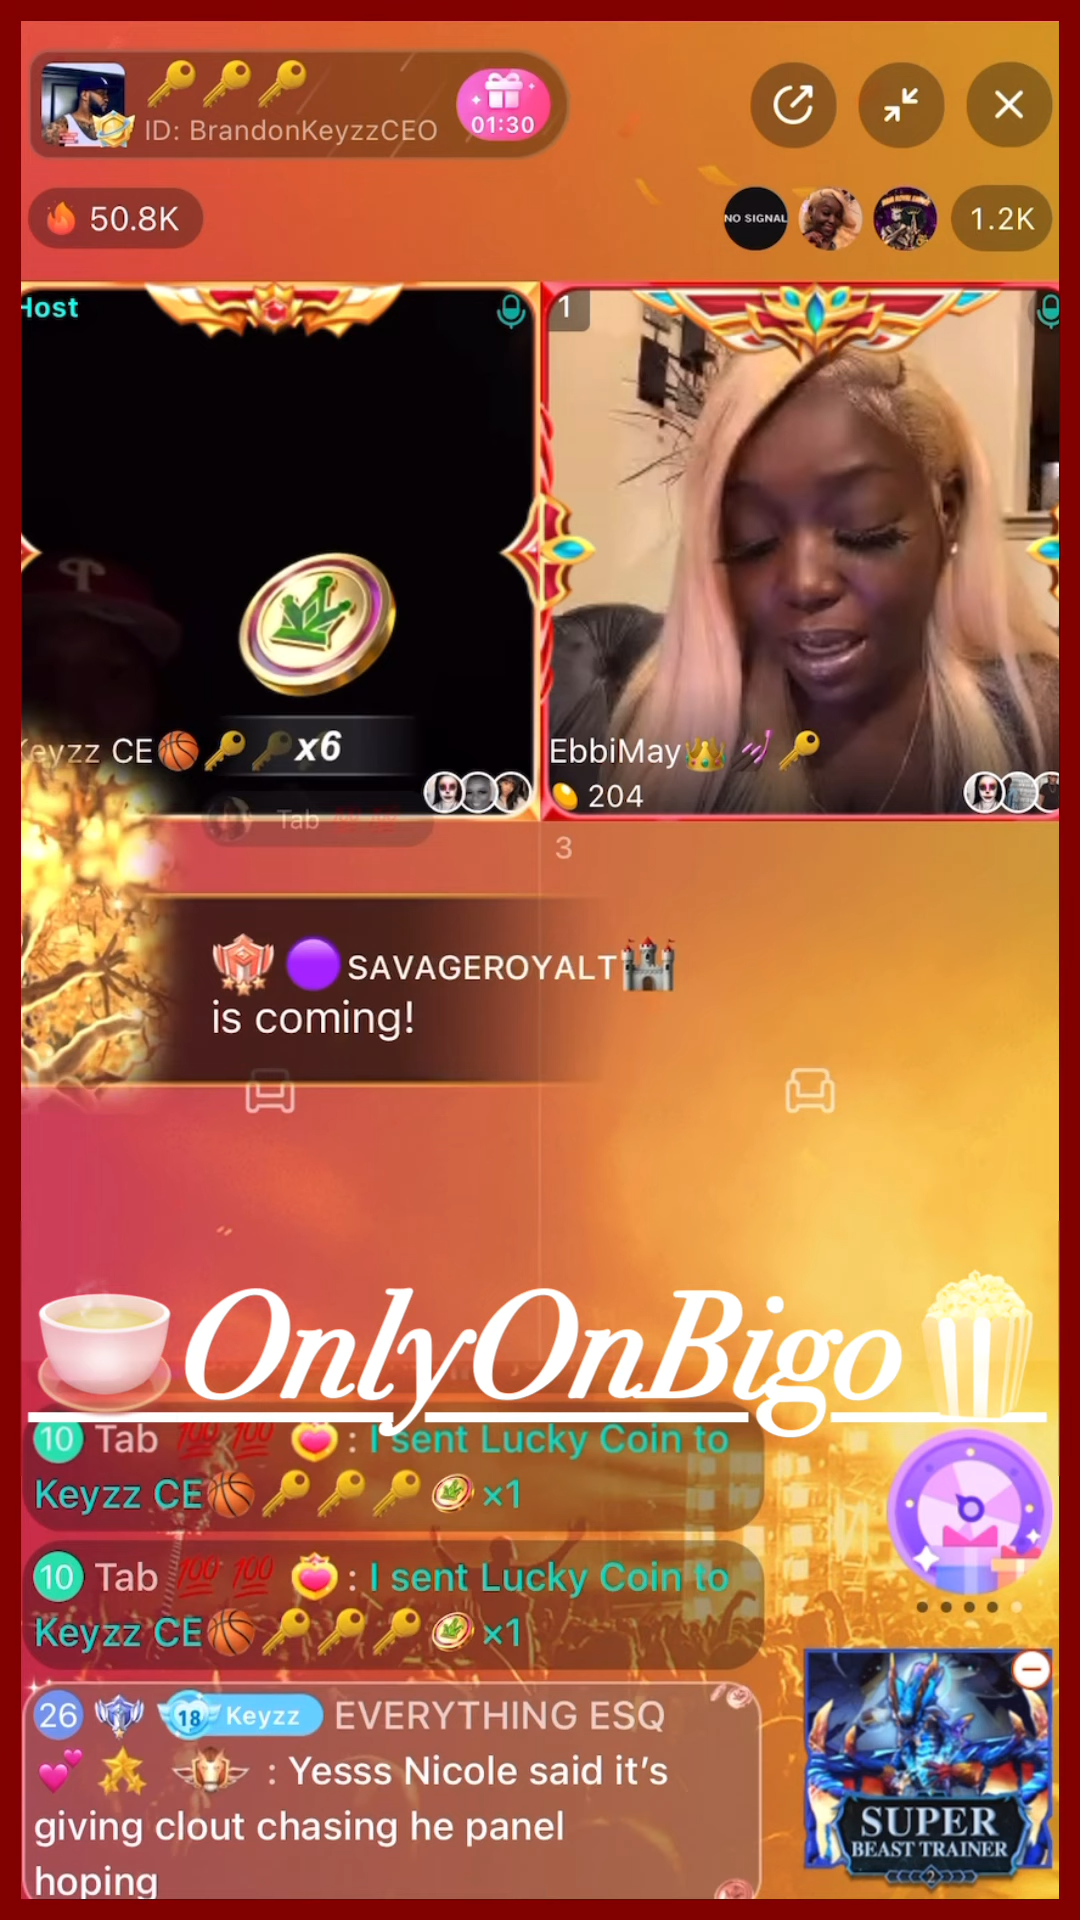 🔑🔑🔑
ID: BrandonKeyzzCEO
01:30
🔥 50.8K
NO SIGNAL
1.2K
Host
1
P
x6
Keyzz CE🏀🔑🔑
EbbiMay👑 🔑
204
Tab 💯💯
3
🟣 SAVAGEROYALT🏰
is coming!
🍵OnlyOnBigo🍿
10 Tab 💯💯 : I sent Lucky Coin to
Keyzz CE🏀🔑🔑🔑 x1
10 Tab 💯💯 : I sent Lucky Coin to
Keyzz CE🏀🔑🔑🔑 x1
26 18 Keyzz EVERYTHING ESQ
💕 : Yesss Nicole said it’s
giving clout chasing he panel
hoping
SUPER
BEAST TRAINER
2